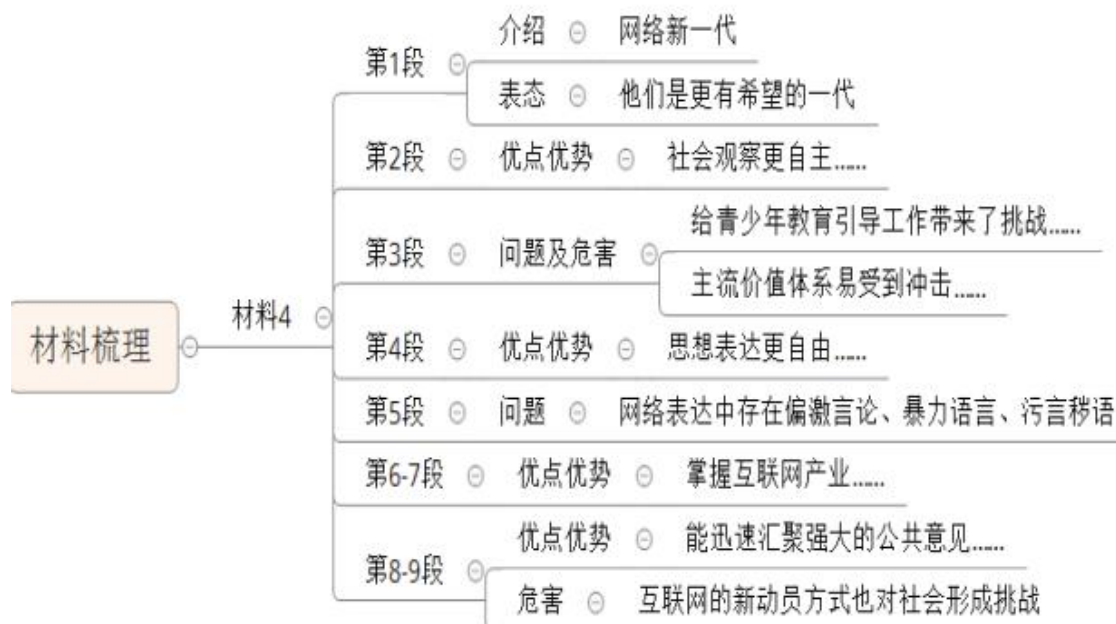 介绍 网络新一代
第1段
表态 他们是更有希望的一代
第2段 优点优势 社会观察更自主......
给青少年教育引导工作带来了挑战......
第3段 问题及危害
主流价值体系易受到冲击......
材料梳理 材料4
第4段 优点优势 思想表达更自由......
第5段 问题 网络表达中存在偏激言论、暴力语言、污言秽语
第6-7段 优点优势 掌握互联网产业......
优点优势 能迅速汇聚强大的公共意见......
第8-9段
危害 互联网的新动员方式也对社会形成挑战